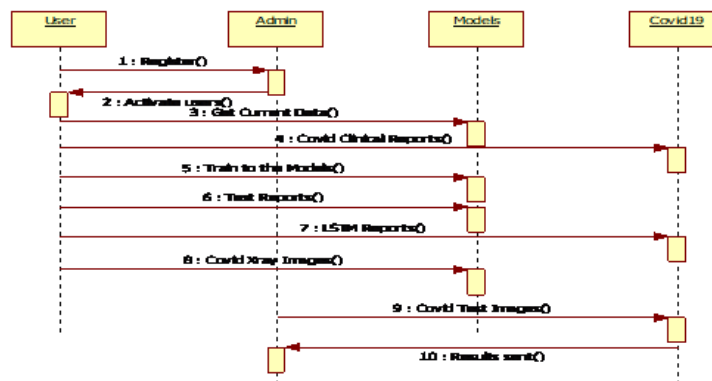 User Admin Models Covid19
1 : Register()
2 : Activate users()
3 : Get Current Data()
4 : Covid Clinical Reports()
5 : Train to the Models()
6 : Test Reports()
7 : LSTM Reports()
8 : Covid Xray Images()
9 : Covid Test Images()
10 : Results sent()